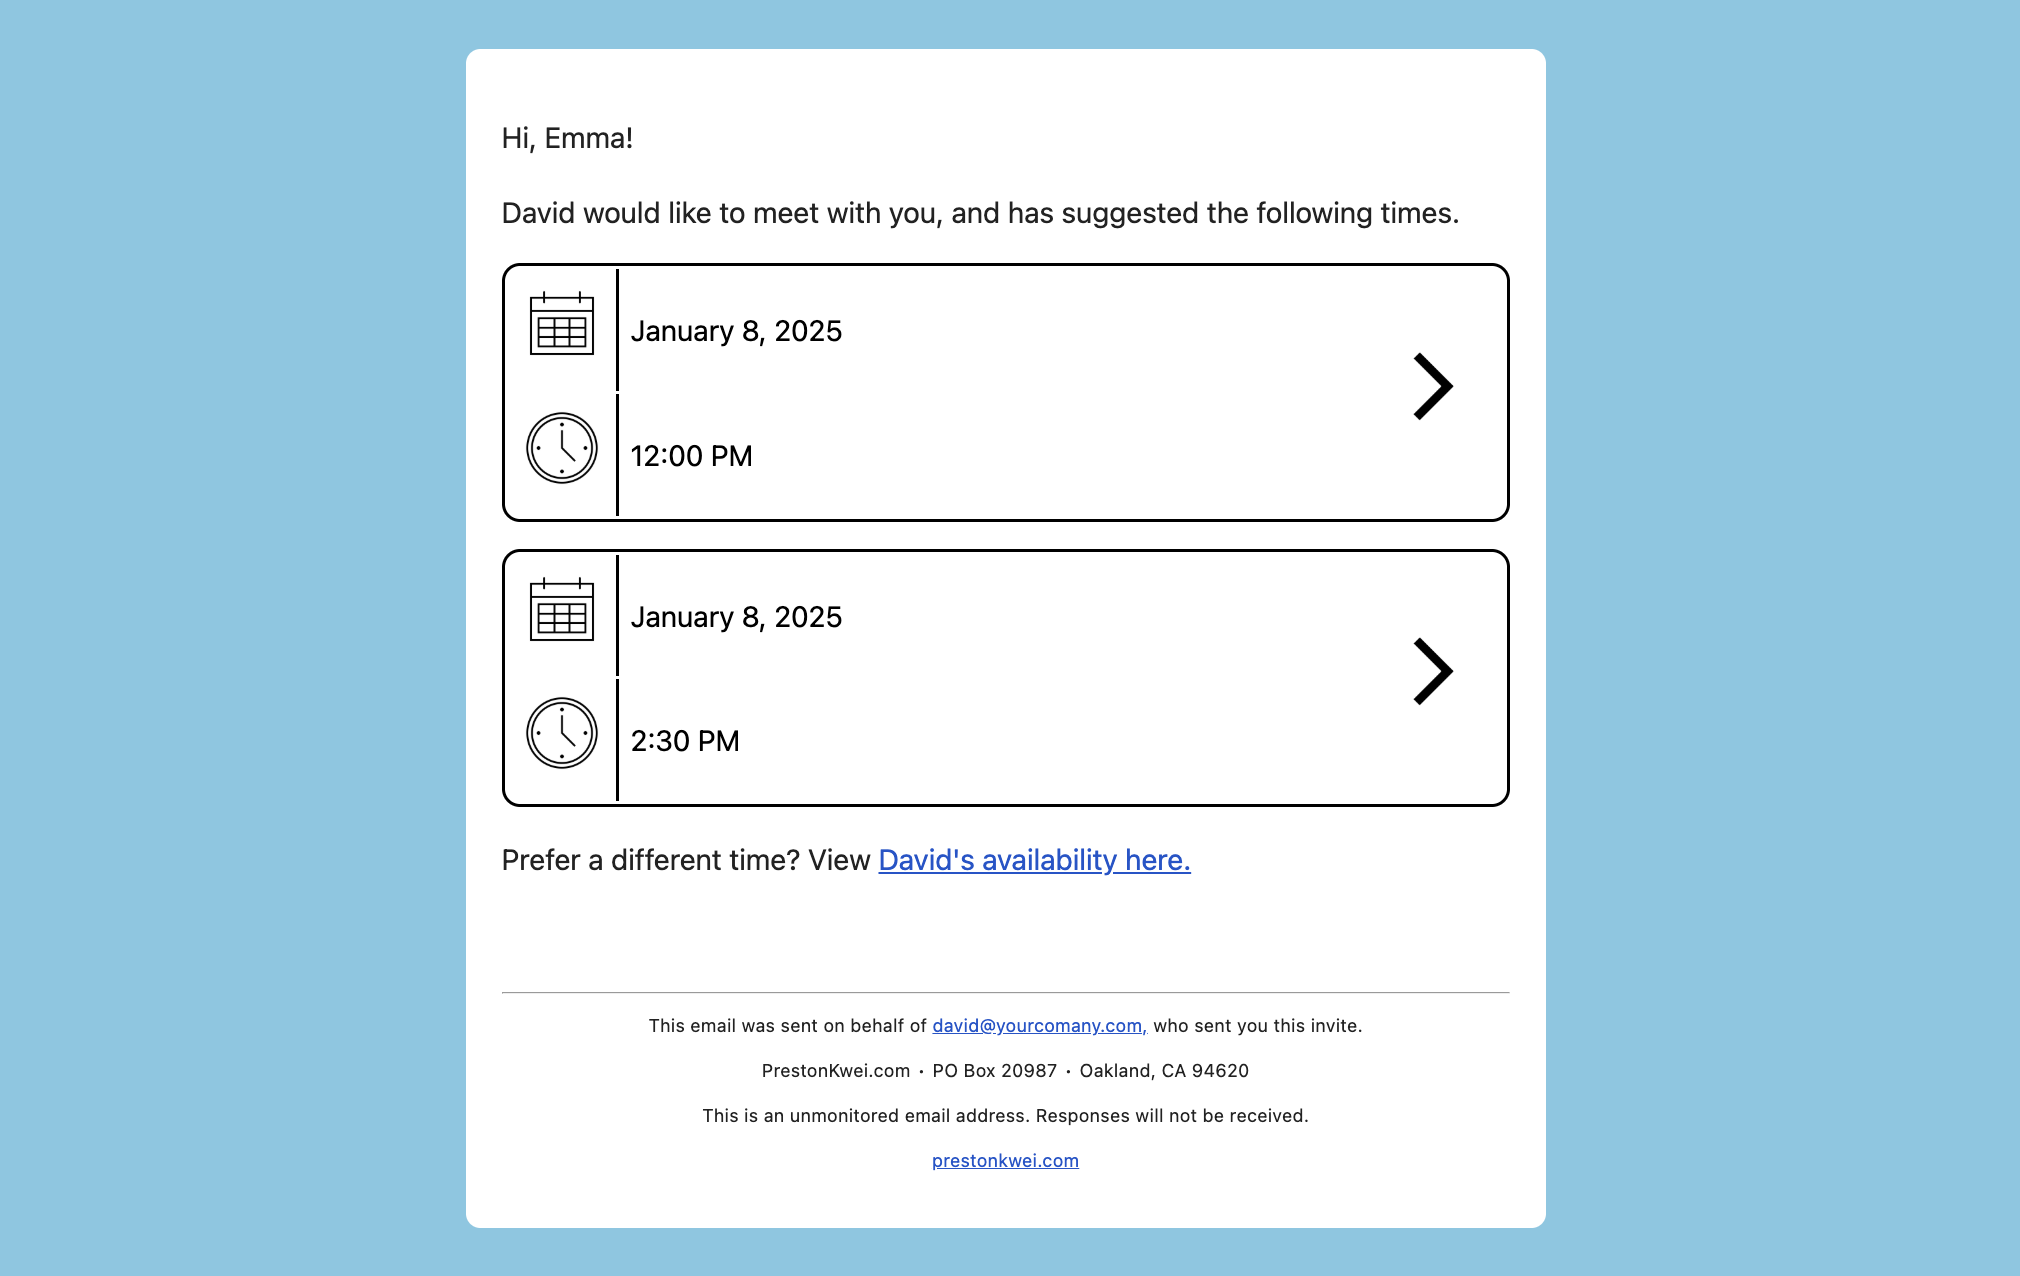 Hi, Emma!
David would like to meet with you, and has suggested the following times.
January 8, 2025
12:00 PM
January 8, 2025
2:30 PM
Prefer a different time? View David's availability here.
This email was sent on behalf of david@yourcomany.com, who sent you this invite.
PrestonKwei.com • PO Box 20987 • Oakland, CA 94620
This is an unmonitored email address. Responses will not be received.
prestonkwei.com